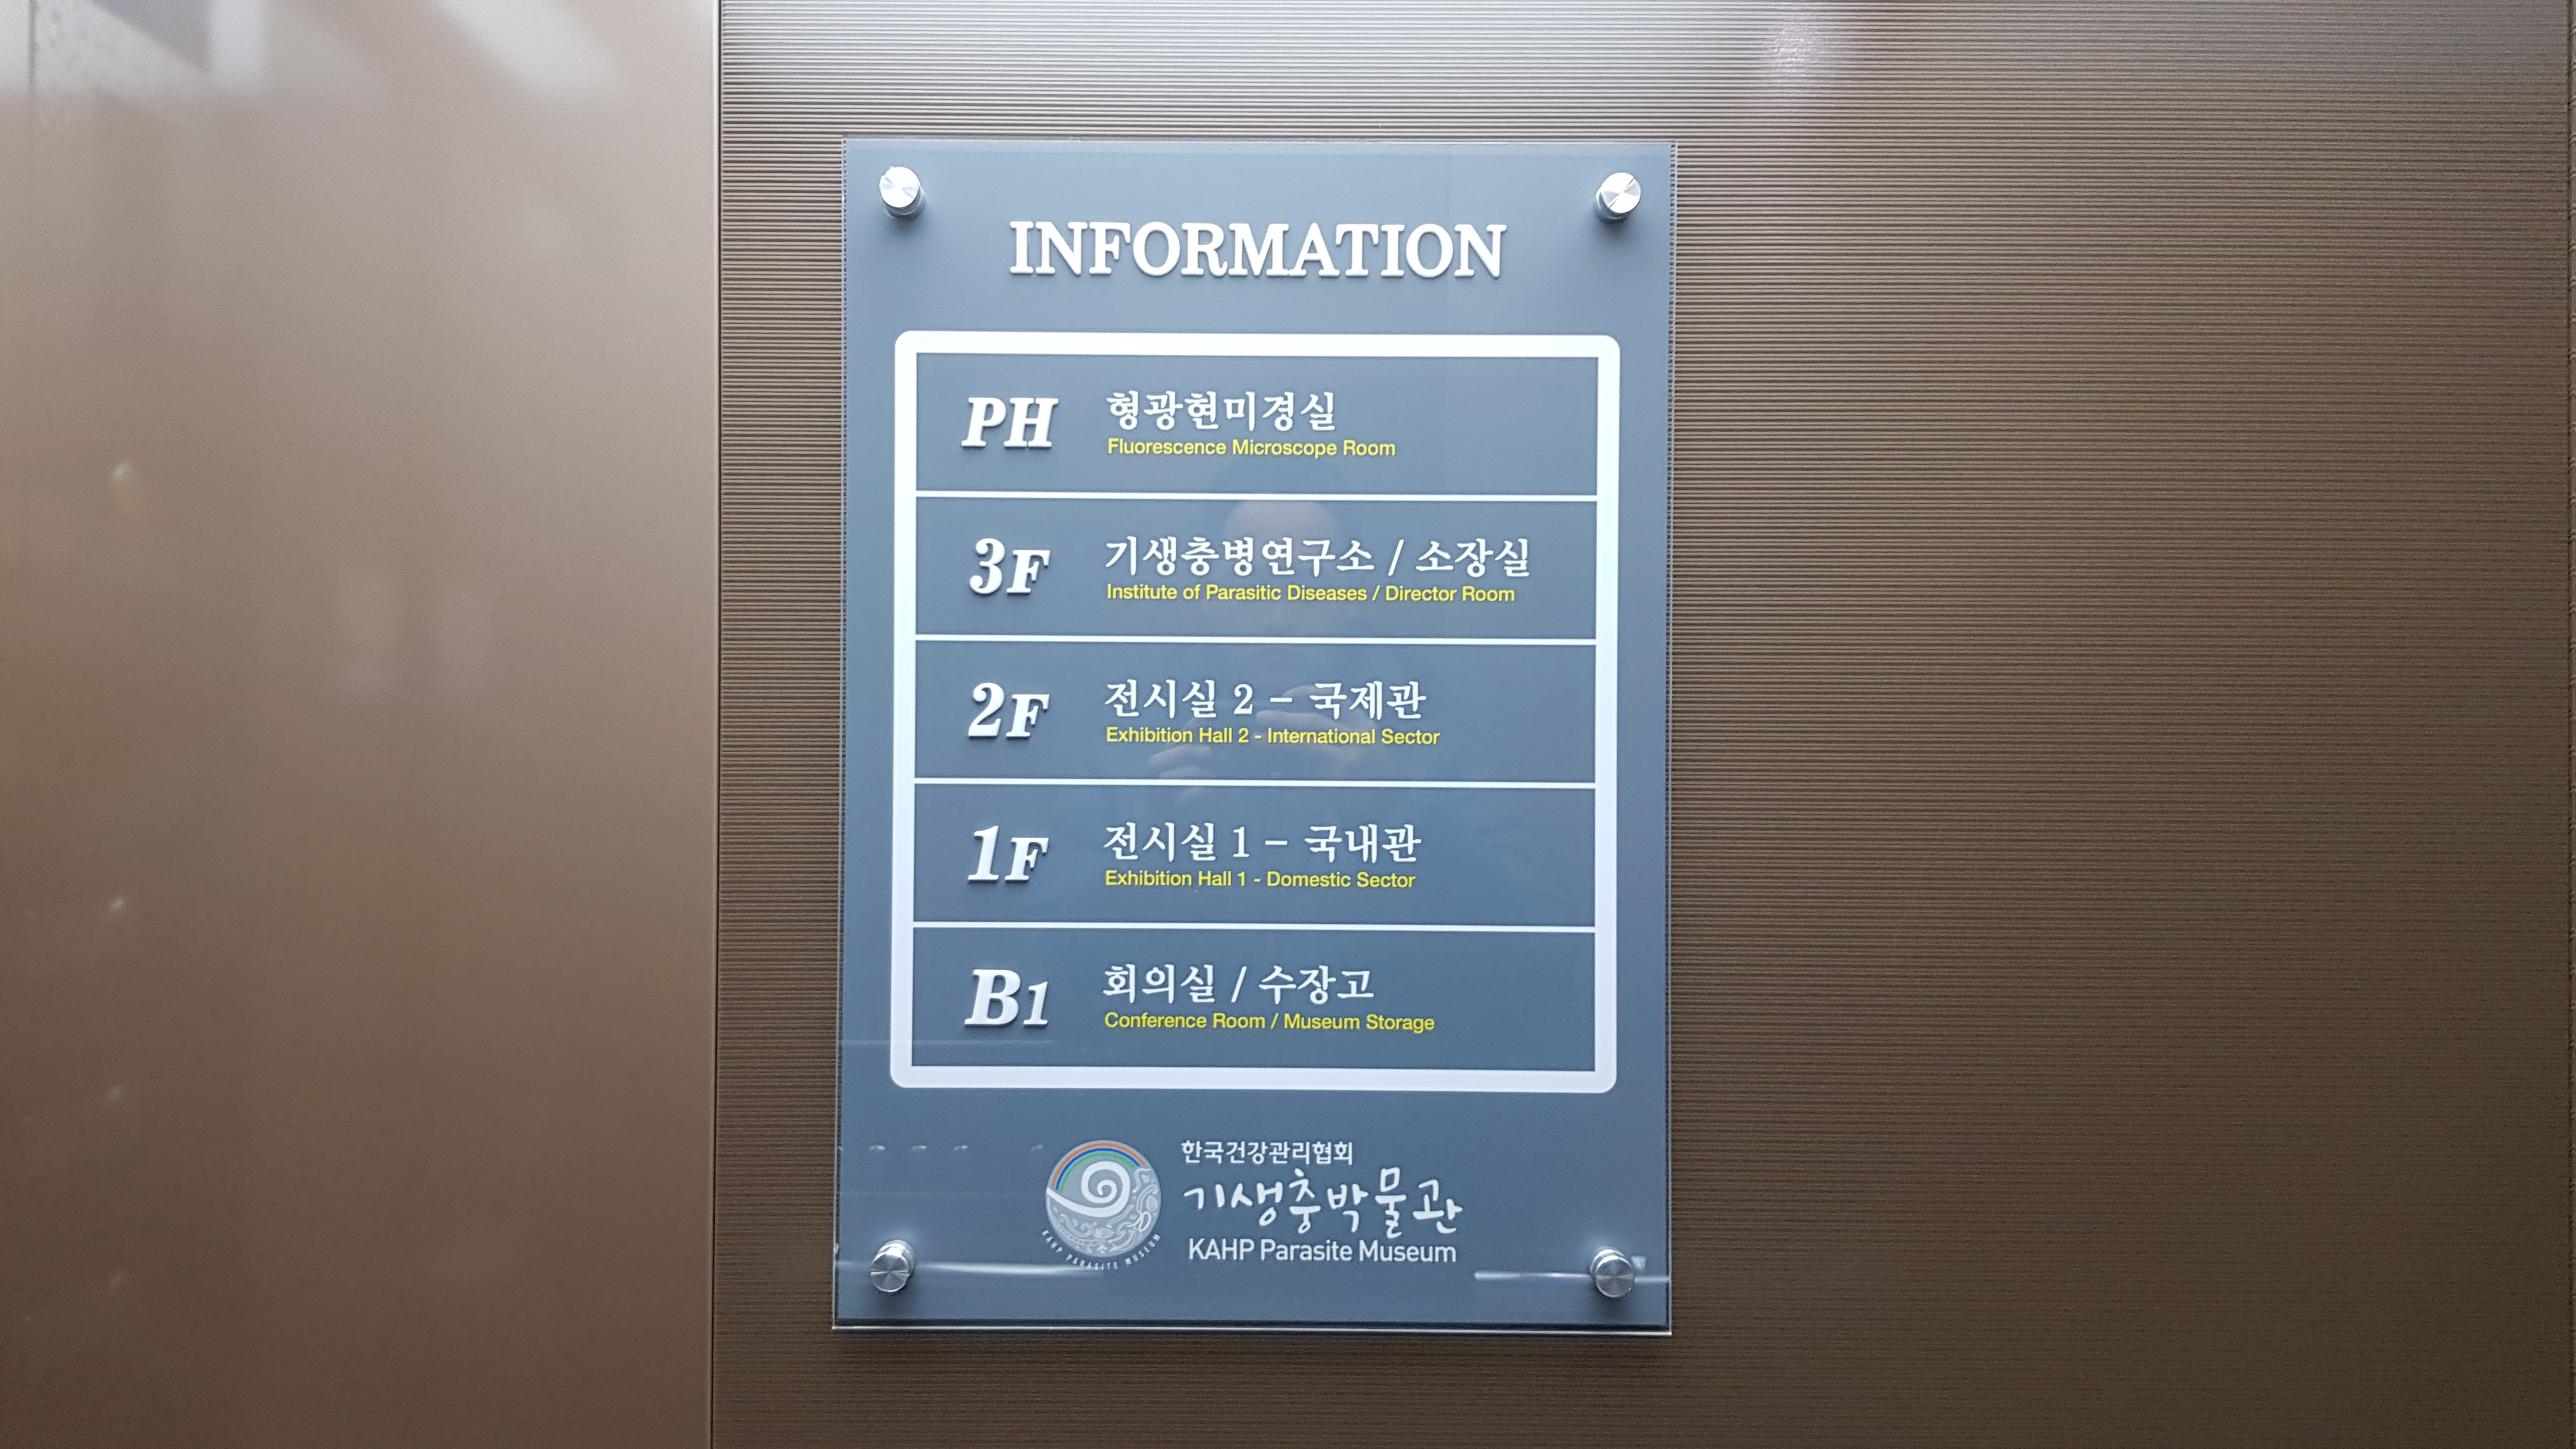 INFORMATION
PH 형광현미경실
Fluorescence Microscope Room
3F 기생충병연구소 / 소장실
Institute of Parasitic Diseases / Director Room
2F 전시실 2 – 국제관
Exhibition Hall 2 - International Sector
1F 전시실 1 – 국내관
Exhibition Hall 1 - Domestic Sector
B1 회의실 / 수장고
Conference Room / Museum Storage
한국건강관리협회
기생충박물관
KAHP Parasite Museum
KAHP PARASITE MUSEUM